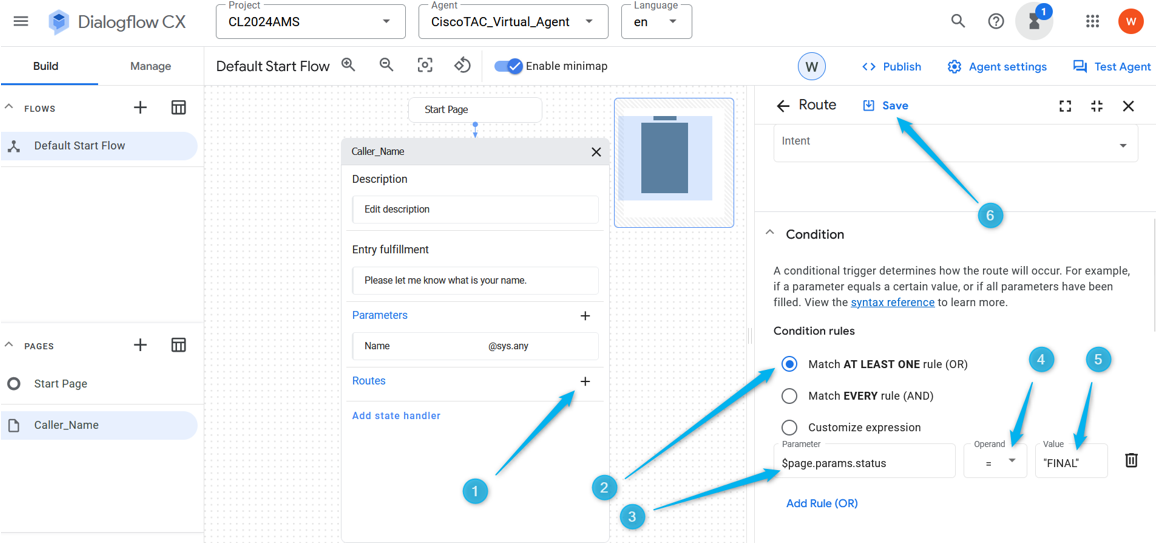 Dialogflow CX
Project
CL2024AMS
Agent
CiscoTAC_Virtual_Agent
Language
en
1
W
Build
Manage
Default Start Flow
Enable minimap
W
Publish
Agent settings
Test Agent
FLOWS
Default Start Flow
PAGES
Start Page
Caller_Name
Start Page
Caller_Name
Description
Edit description
Entry fulfillment
Please let me know what is your name.
Parameters
Name @sys.any
Routes
Add state handler
1
Route
Save
Intent
6
Condition
A conditional trigger determines how the route will occur. For example,
if a parameter equals a certain value, or if all parameters have been
filled. View the syntax reference to learn more.
Condition rules
Match AT LEAST ONE rule (OR)
4
5
Match EVERY rule (AND)
Customize expression
Parameter
$page.params.status
Operand
=
Value
"FINAL"
2
3
Add Rule (OR)